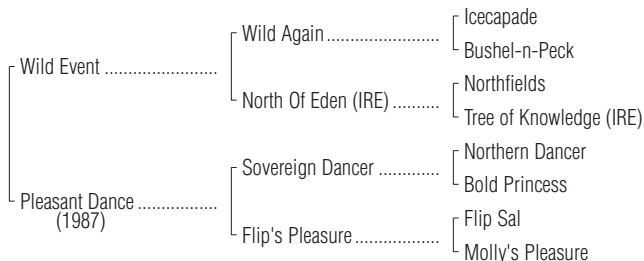 Icecapade
Wild Again
Bushel-n-Peck
Wild Event
Northfields
North Of Eden (IRE)
Tree of Knowledge (IRE)
Northern Dancer
Sovereign Dancer
Bold Princess
Pleasant Dance
(1987)
Flip Sal
Flip's Pleasure
Molly's Pleasure